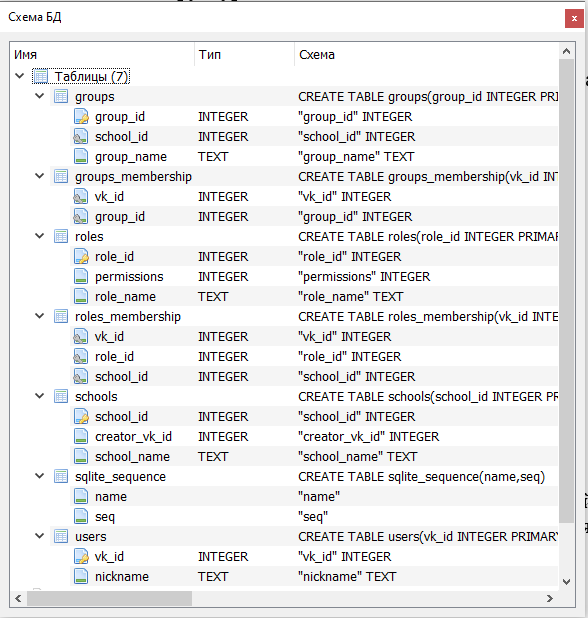 Схема БД
Имя Тип Схема
Таблицы (7)
groups CREATE TABLE groups(group_id INTEGER PRI
group_id INTEGER "group_id" INTEGER
school_id INTEGER "school_id" INTEGER
group_name TEXT "group_name" TEXT
groups_membership CREATE TABLE groups_membership(vk_id INT
vk_id INTEGER "vk_id" INTEGER
group_id INTEGER "group_id" INTEGER
roles CREATE TABLE roles(role_id INTEGER PRIMAR
role_id INTEGER "role_id" INTEGER
permissions INTEGER "permissions" INTEGER
role_name TEXT "role_name" TEXT
roles_membership CREATE TABLE roles_membership(vk_id INTE
vk_id INTEGER "vk_id" INTEGER
role_id INTEGER "role_id" INTEGER
school_id INTEGER "school_id" INTEGER
schools CREATE TABLE schools(school_id INTEGER PR
school_id INTEGER "school_id" INTEGER
creator_vk_id INTEGER "creator_vk_id" INTEGER
school_name TEXT "school_name" TEXT
sqlite_sequence CREATE TABLE sqlite_sequence(name,seq)
name "name"
seq "seq"
users CREATE TABLE users(vk_id INTEGER PRIMARY
vk_id INTEGER "vk_id" INTEGER
nickname TEXT "nickname" TEXT